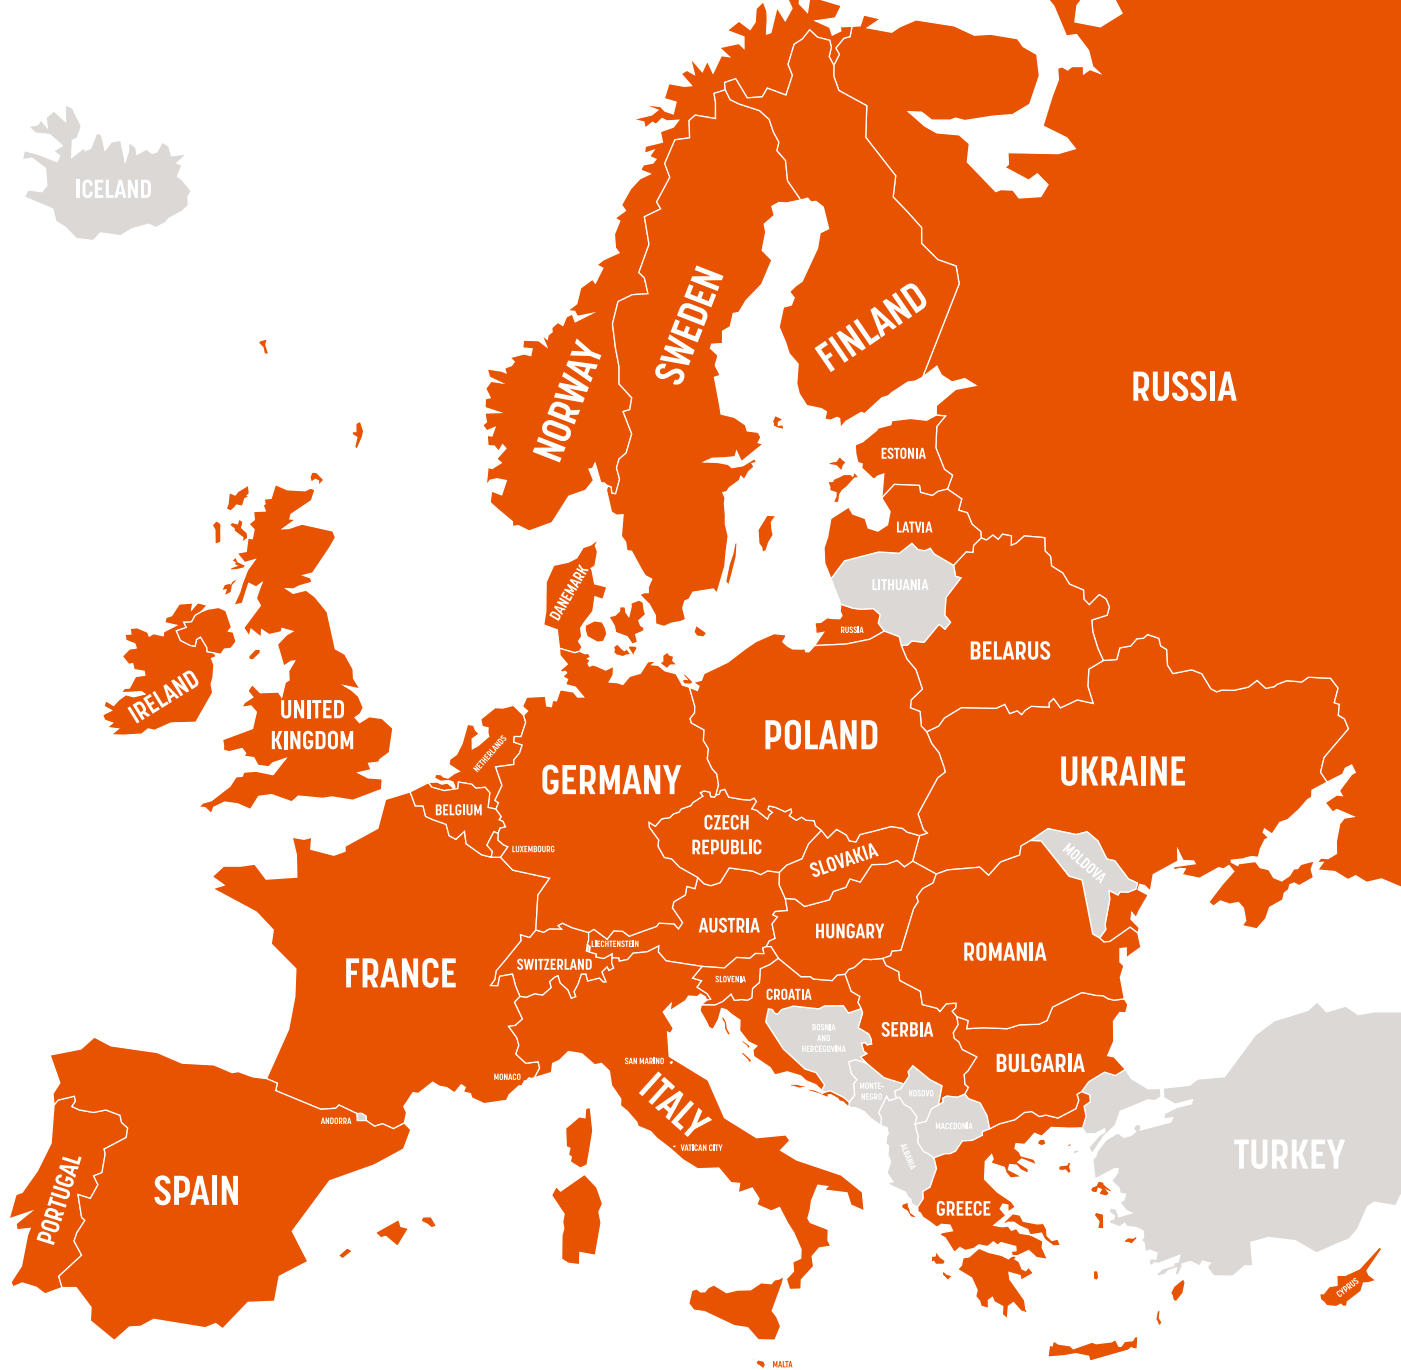 ICELAND
SWEDEN
FINLAND
NORWAY
RUSSIA
ESTONIA
LATVIA
LITHUANIA
DANEMARK
RUSSIA
BELARUS
IRELAND
UNITED
KINGDOM
NETHERLANDS
POLAND
GERMANY
UKRAINE
BELGIUM
CZECH
REPUBLIC
LUXEMBOURG
SLOVAKIA
MOLDOVA
AUSTRIA
HUNGARY
LIECHTENSTEIN
SWITZERLAND
ROMANIA
FRANCE
SLOVENIA
CROATIA
BOSNIA
AND
HERCEGOVINA
SERBIA
SAN MARINO
BULGARIA
MONACO
MONTE-
NEGRO
KOSOVO
ITALY
ANDORRA
MACEDONIA
VATICAN CITY
ALBANIA
TURKEY
SPAIN
PORTUGAL
GREECE
CYPRUS
MALTA